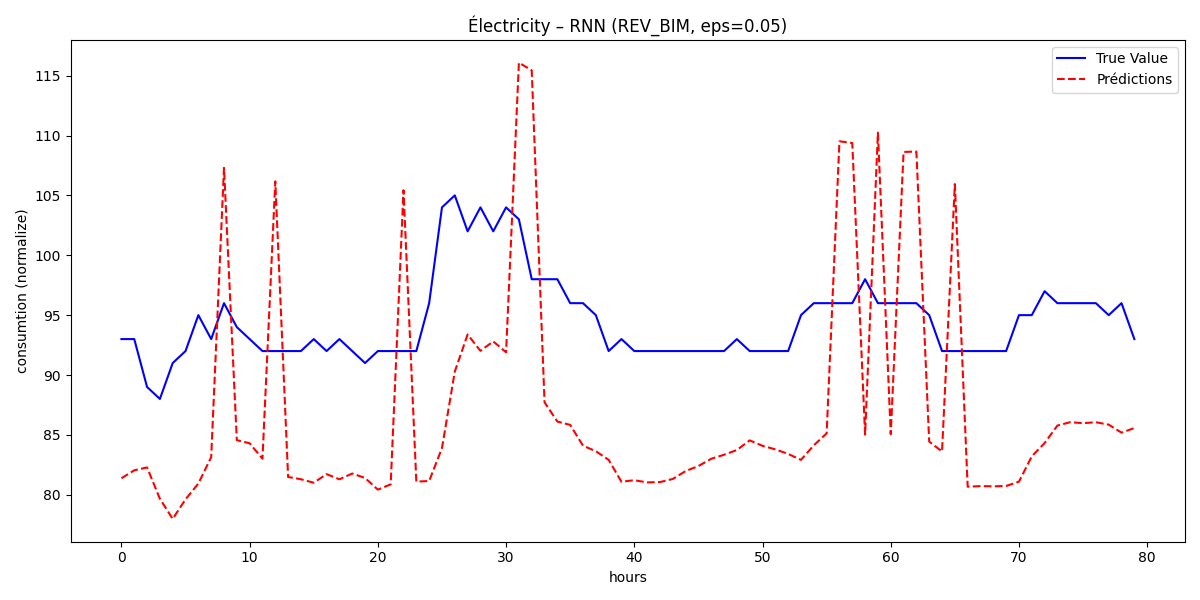 Électricity – RNN (REV_BIM, eps=0.05)
True Value
Prédictions
consumtion (normalize)
115
110
105
100
95
90
85
80
0 10 20 30 40 50 60 70 80
hours